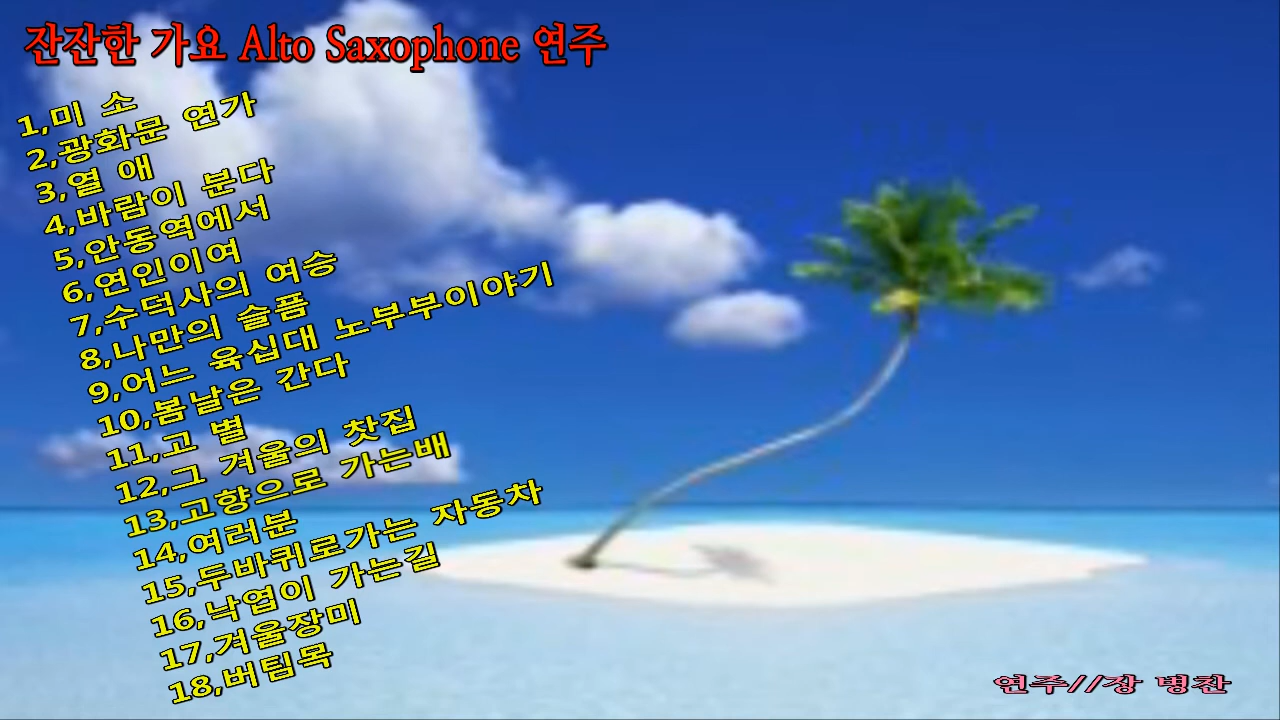 잔잔한 가요 Alto Saxophone 연주
1,미 소
2,광화문 연가
3,열 애
4,바람이 분다
5,안동역에서
6,연인이여
7,수덕사의 여승
8,나만의 슬픔
9,어느 육십대 노부부이야기
10,봄날은 간다
11,고 별
12,그 겨울의 찻집
13,고향으로 가는배
14,여러분
15,두바퀴로가는 자동차
16,낙엽이 가는길
17,겨울장미
18,버팀목
연주//장 병찬